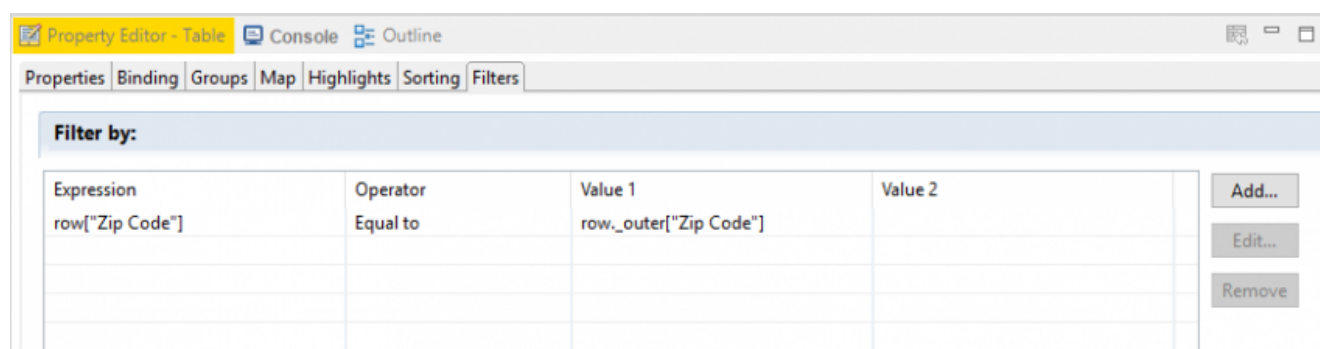 Property Editor - Table Console Outline
Properties Binding Groups Map Highlights Sorting Filters
Filter by:
Expression Operator Value 1 Value 2 Add...
row["Zip Code"] Equal to row._outer["Zip Code"]
Edit...
Remove